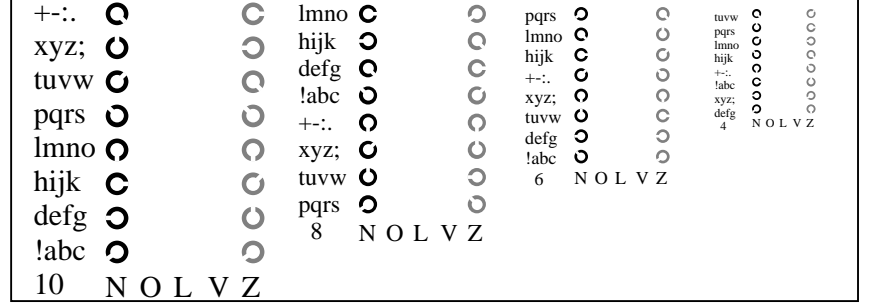 +-:.
xyz;
tuvw
pqrs
lmno
hijk
defg
!abc
10 N O L V Z
lmno
hijk
defg
!abc
+-:.
xyz;
tuvw
pqrs
8 N O L V Z
pqrs
lmno
hijk
+-:.
xyz;
tuvw
defg
!abc
6 N O L V Z
tuvw
pqrs
lmno
hijk
+-:.
!abc
xyz;
defg
4 N O L V Z